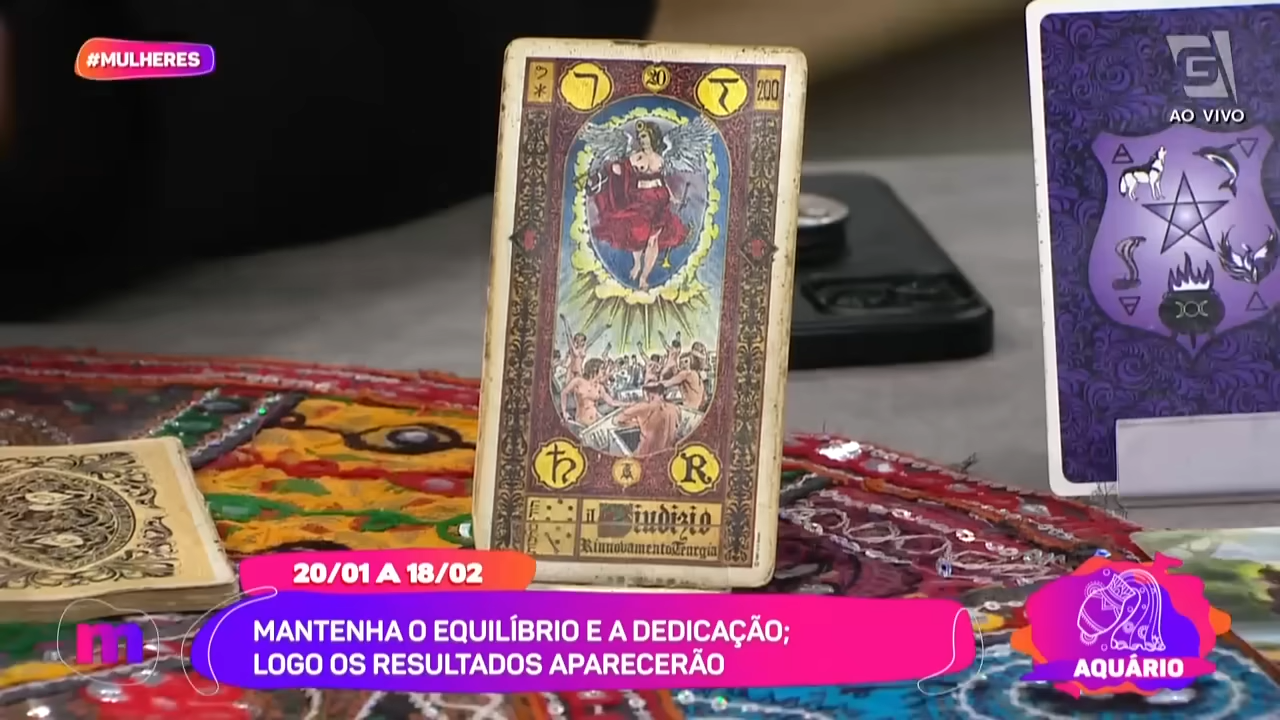 #MULHERES
AO VIVO
20
200
R
il Giudizio
Rinnovamento Teurgia
20/01 A 18/02
MANTENHA O EQUILÍBRIO E A DEDICAÇÃO;
LOGO OS RESULTADOS APARECERÃO
m
AQUÁRIO